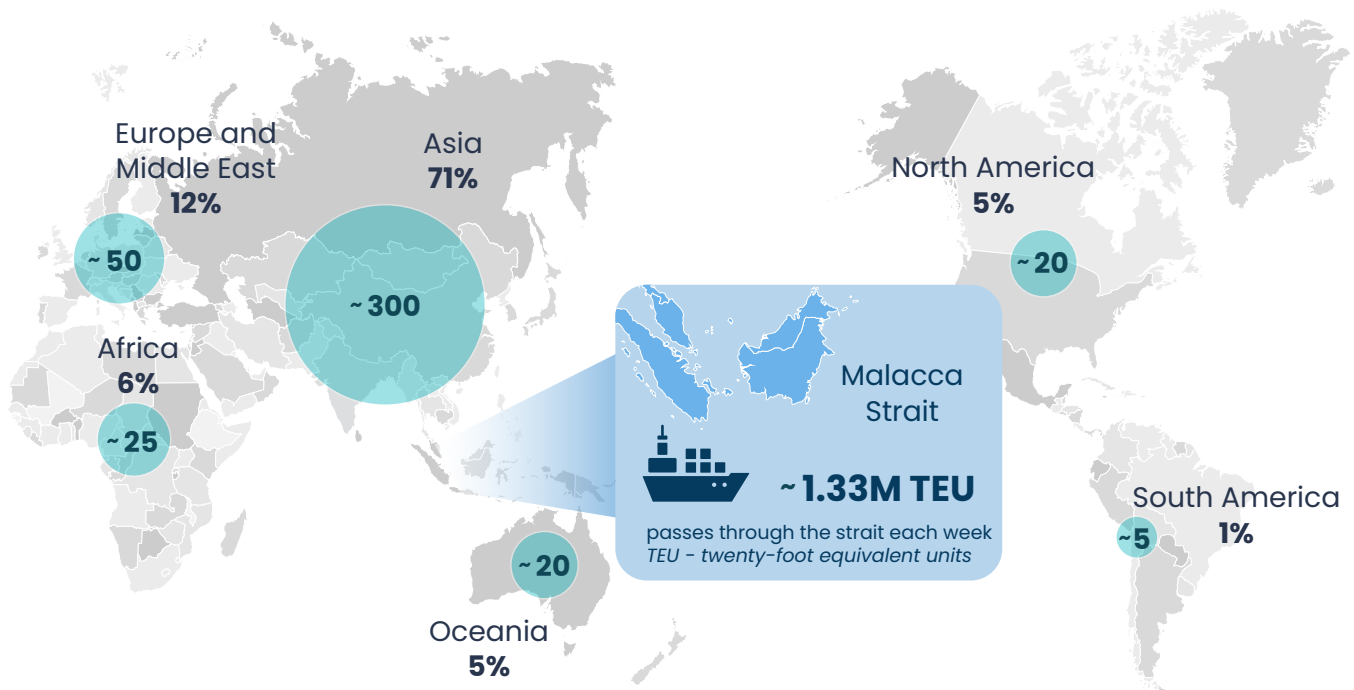 Europe and
Middle East
12%
~ 50
Asia
71%
~ 300
North America
5%
~ 20
Africa
6%
~ 25
Malacca
Strait
~ 1.33M TEU
passes through the strait each week
TEU - twenty-foot equivalent units
South America
1%
~5
~ 20
Oceania
5%